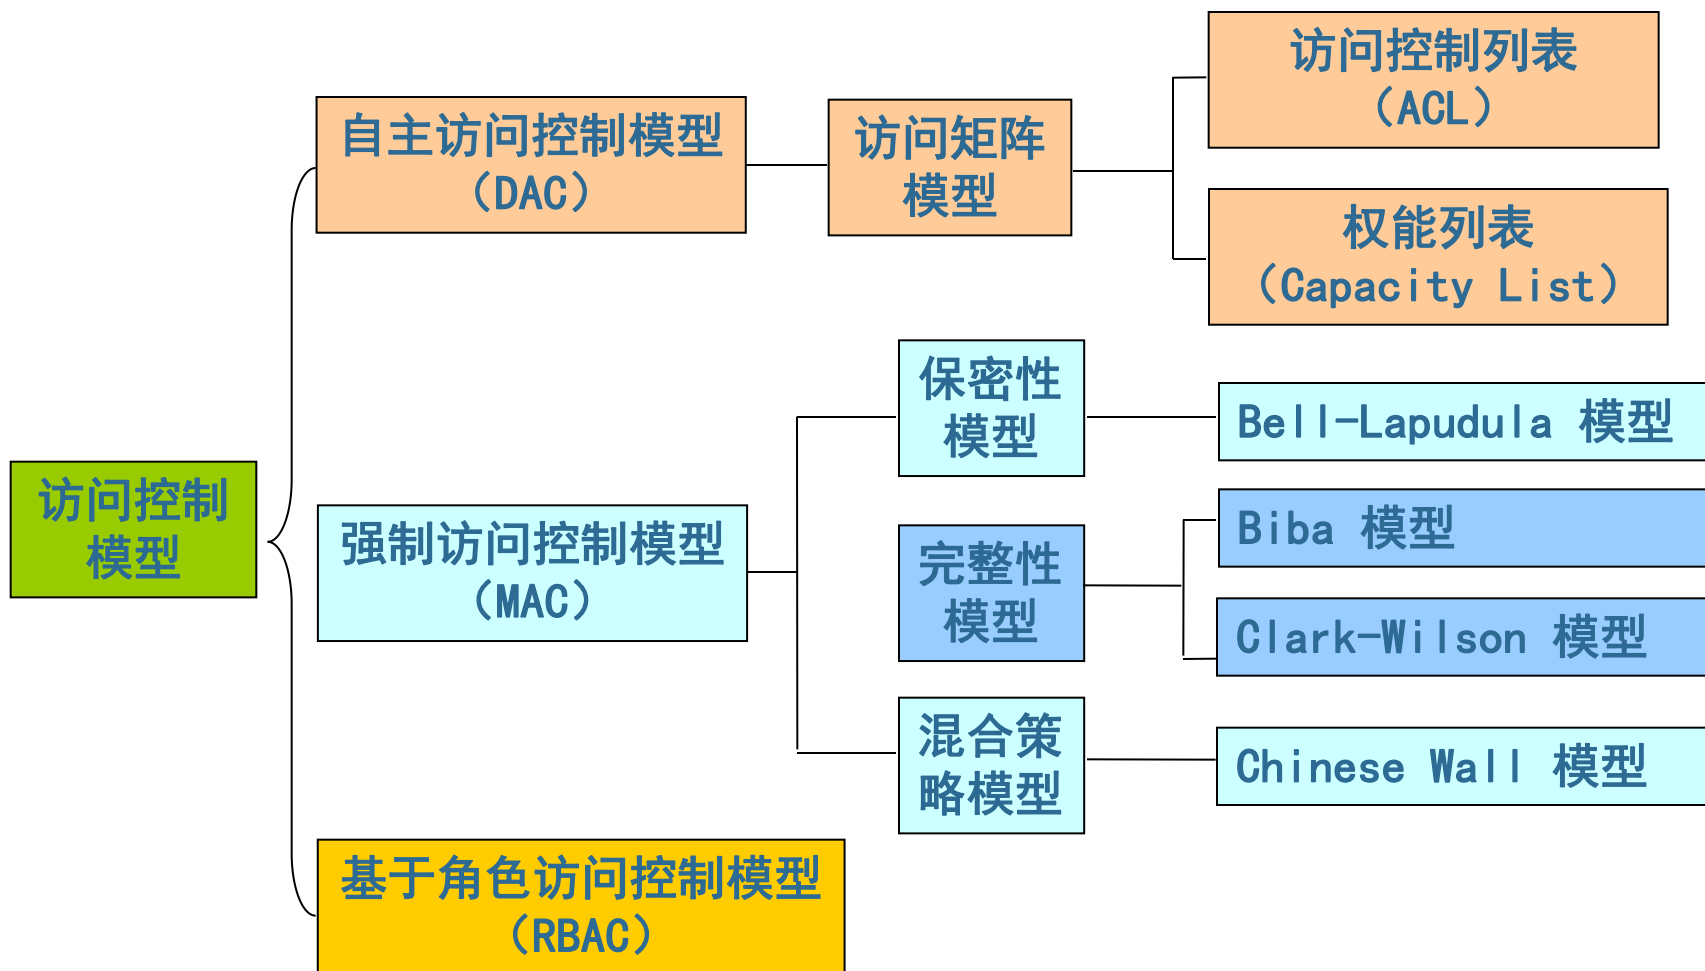 访问控制
模型
自主访问控制模型
（DAC）
访问矩阵
模型
访问控制列表
（ACL）
权能列表
（Capacity List）
强制访问控制模型
（MAC）
保密性
模型
Bell-Lapudula 模型
完整性
模型
Biba 模型
Clark-Wilson 模型
混合策
略模型
Chinese Wall 模型
基于角色访问控制模型
（RBAC）